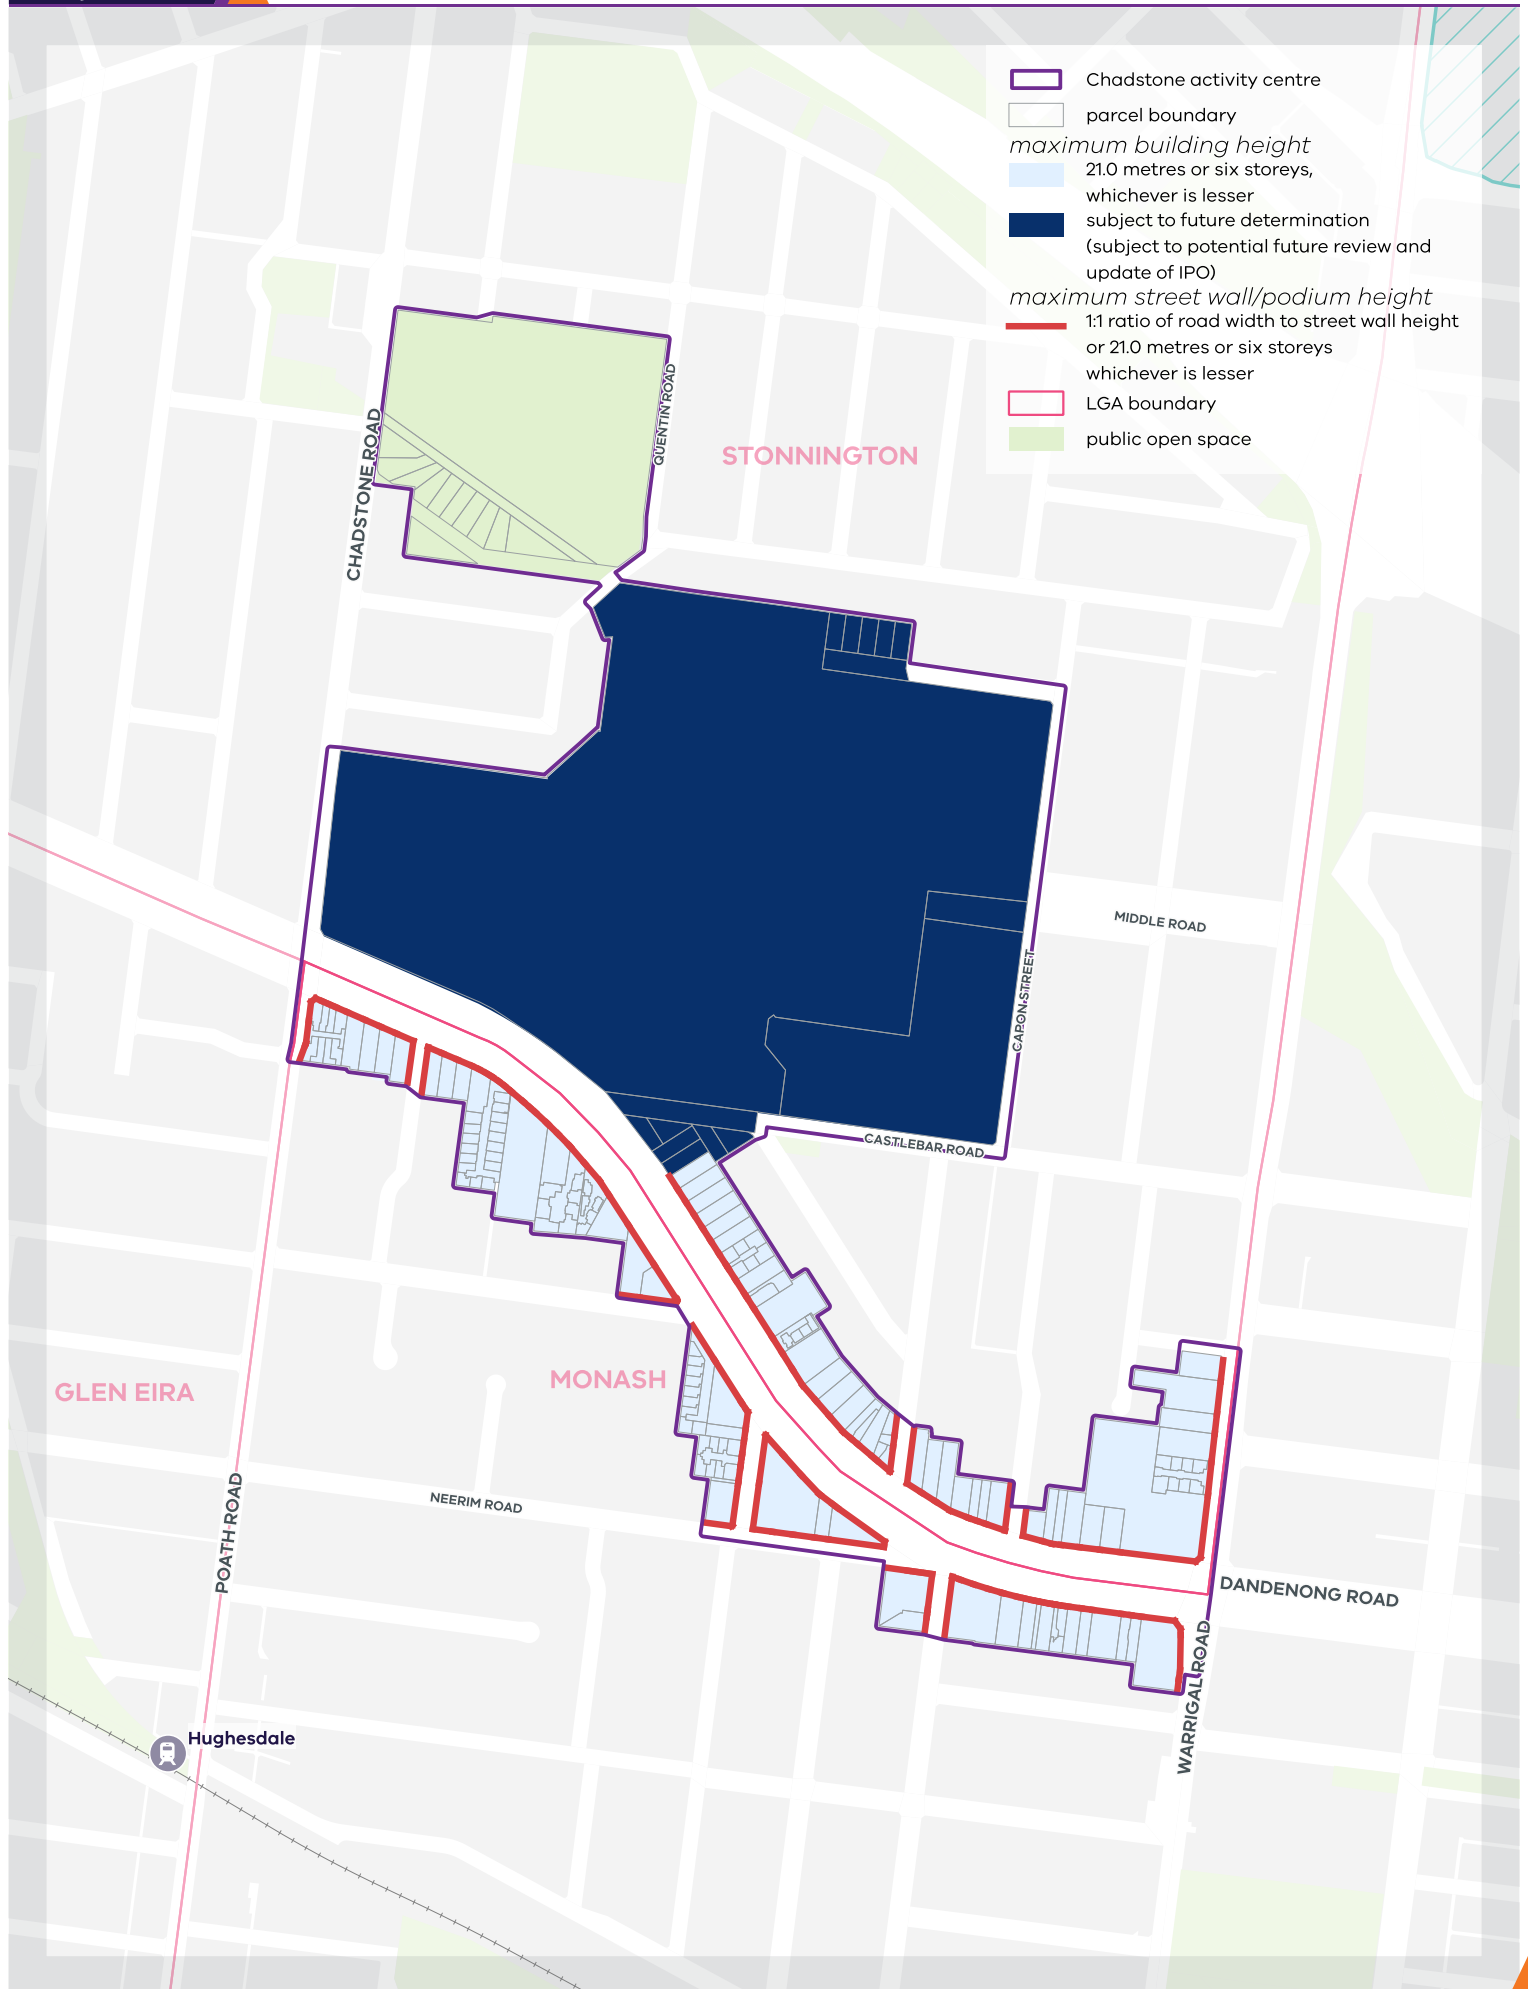 Chadstone activity centre
parcel boundary
maximum building height
21.0 metres or six storeys,
whichever is lesser
subject to future determination
(subject to potential future review and
update of IPO)
maximum street wall/podium height
1:1 ratio of road width to street wall height
or 21.0 metres or six storeys
whichever is lesser
LGA boundary
public open space
QUENTIN ROAD
CHADSTONE ROAD
STONNINGTON
MIDDLE ROAD
CAPON STREET
CASTLEBAR ROAD
MONASH
GLEN EIRA
NEERIM ROAD
POATH ROAD
DANDENONG ROAD
WARRIGAL ROAD
Hughesdale